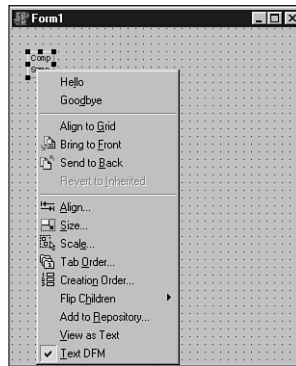 Form1
Comp
Hello
Goodbye
Align to Grid
Bring to Front
Send to Back
Revert to Inherited
Align...
Size...
Scale...
Tab Order...
Creation Order...
Flip Children
Add to Repository...
View as Text
Text DFM